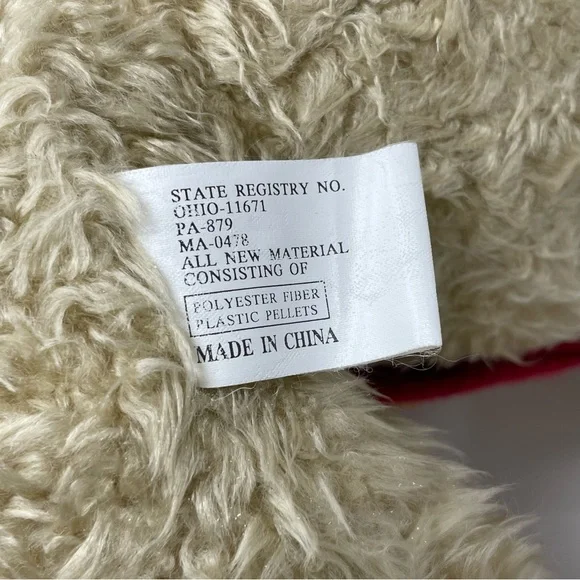 STATE REGISTRY NO.
OHIO-11671
PA-879
MA-0478
ALL NEW MATERIAL
CONSISTING OF
POLYESTER FIBER
PLASTIC PELLETS
MADE IN CHINA